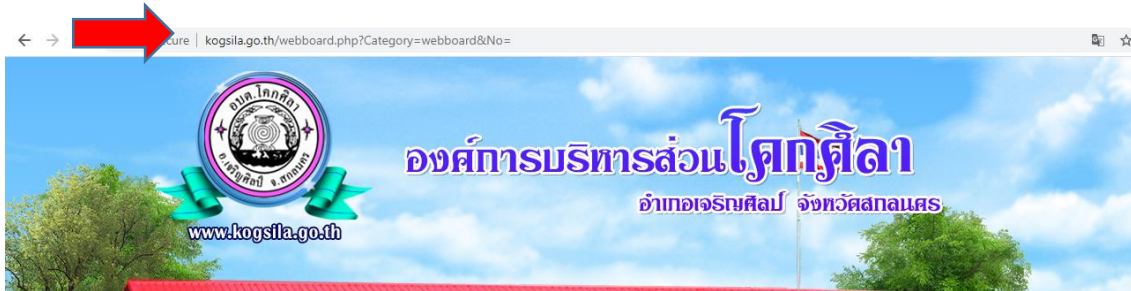 cure | kogsila.go.th/webboard.php?Category=webboard&No=
อบต.โคกศิลา
อ.เจริญศิลป์ จ.สกลนคร
www.kogsila.go.th
องค์การบริหารส่วนโคกศิลา
อำเภอเจริญศิลป์ จังหวัดสกลนคร